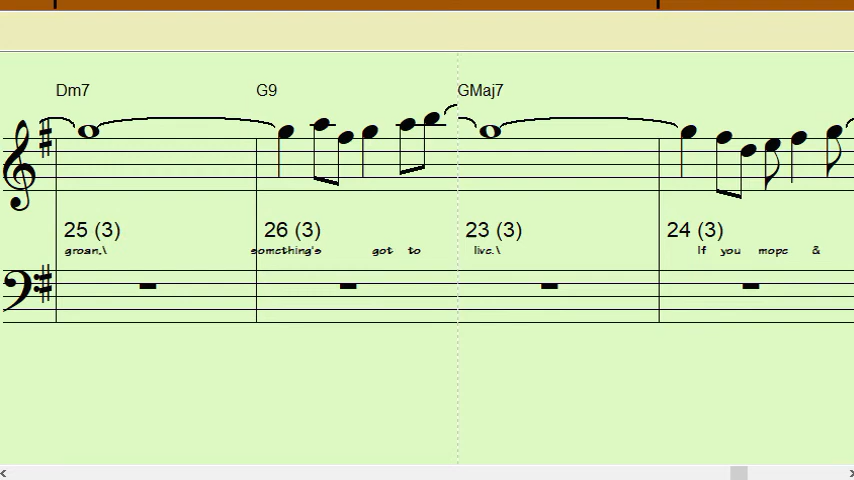 Dm7 G9 GMaj7
25 (3) 26 (3) 23 (3) 24 (3)
groan,\ something's got to live.\ If you mope &